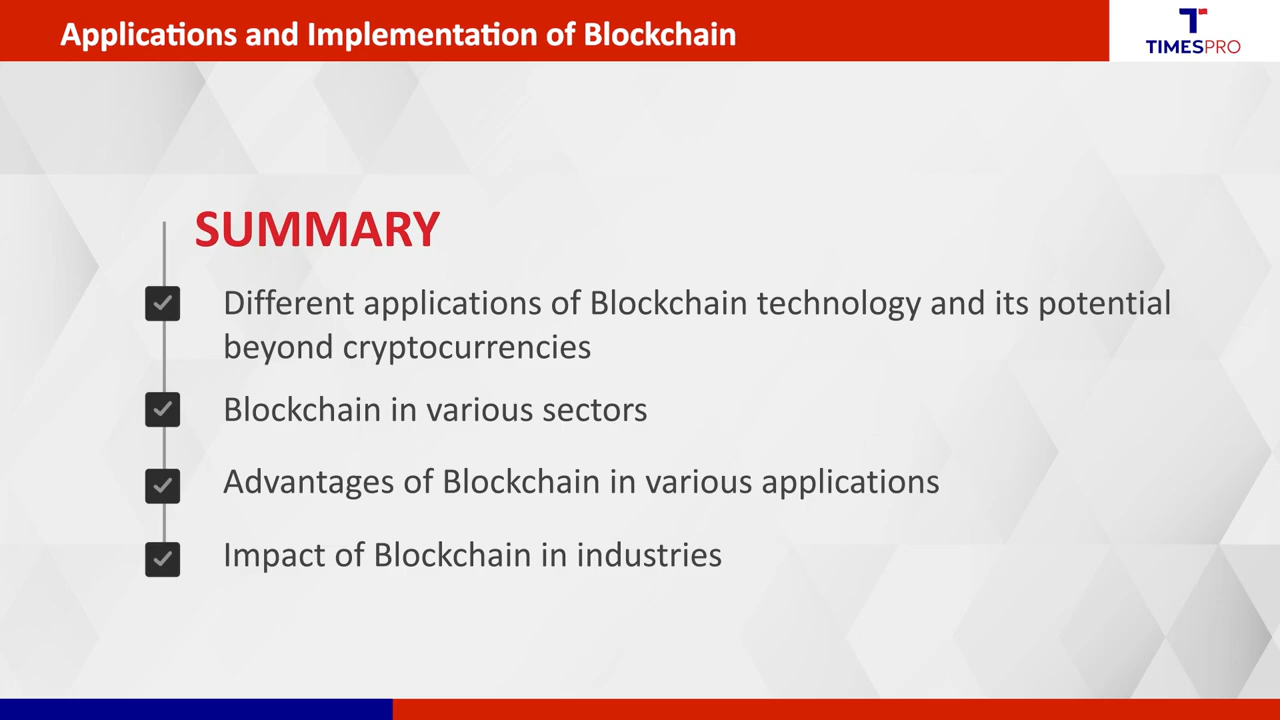 Applications and Implementation of Blockchain
TIMESPRO
SUMMARY
Different applications of Blockchain technology and its potential
beyond cryptocurrencies
Blockchain in various sectors
Advantages of Blockchain in various applications
Impact of Blockchain in industries